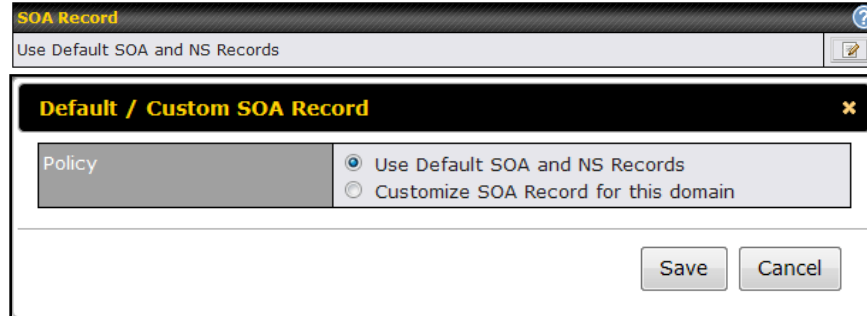 SOA Record
Use Default SOA and NS Records
Default / Custom SOA Record
Policy
Use Default SOA and NS Records
Customize SOA Record for this domain
Save Cancel